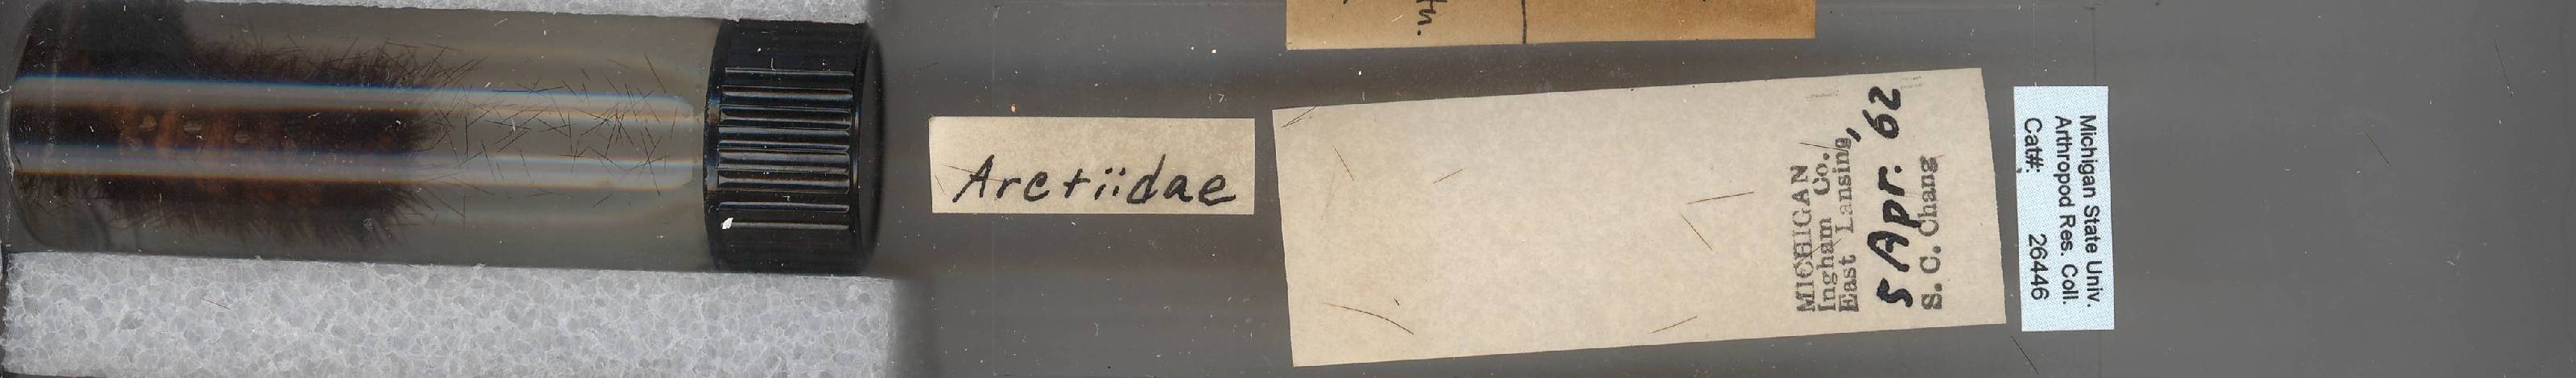 Arctiidae
MICHIGAN
Ingham Co.
East Lansing,
5 Apr. 62
S. C. Chang
Michigan State Univ.
Arthropod Res. Coll.
Cat#: 26446